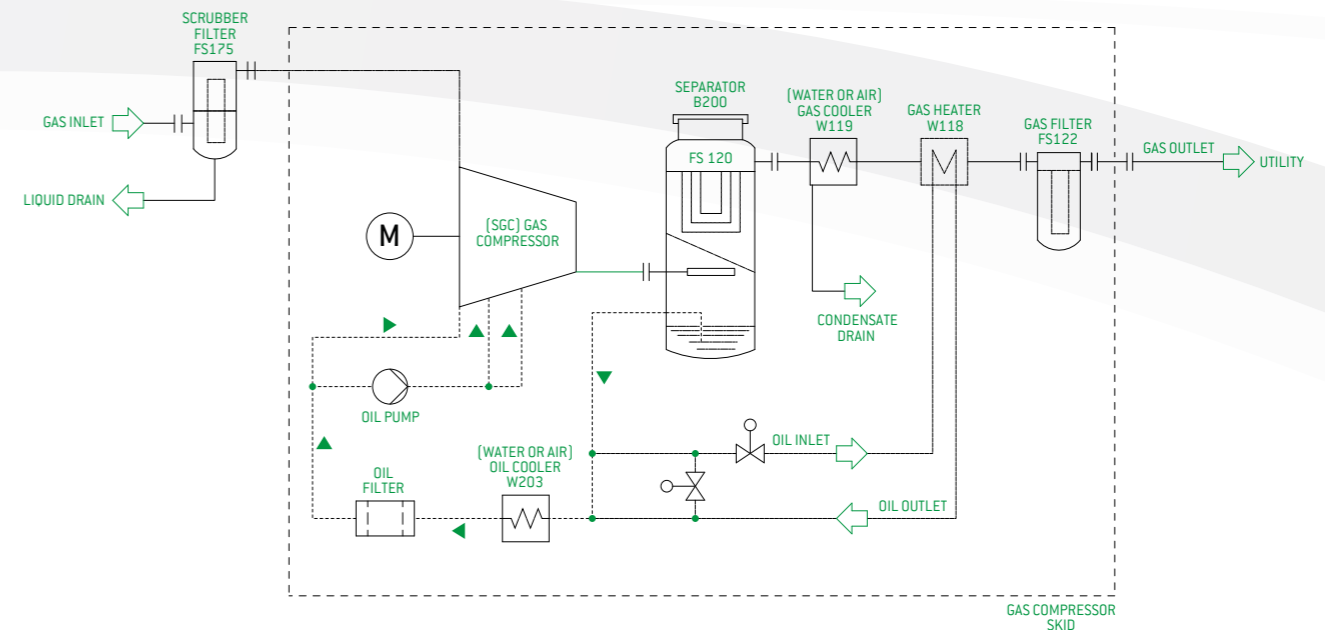 SCRUBBER
FILTER
FS175
GAS INLET
LIQUID DRAIN
M
(SGC) GAS
COMPRESSOR
SEPARATOR
B200
FS 120
(WATER OR AIR)
GAS COOLER
W119
GAS HEATER
W118
GAS FILTER
FS122
GAS OUTLET
UTILITY
CONDENSATE
DRAIN
OIL PUMP
OIL
FILTER
(WATER OR AIR)
OIL COOLER
W203
OIL INLET
OIL OUTLET
GAS COMPRESSOR
SKID